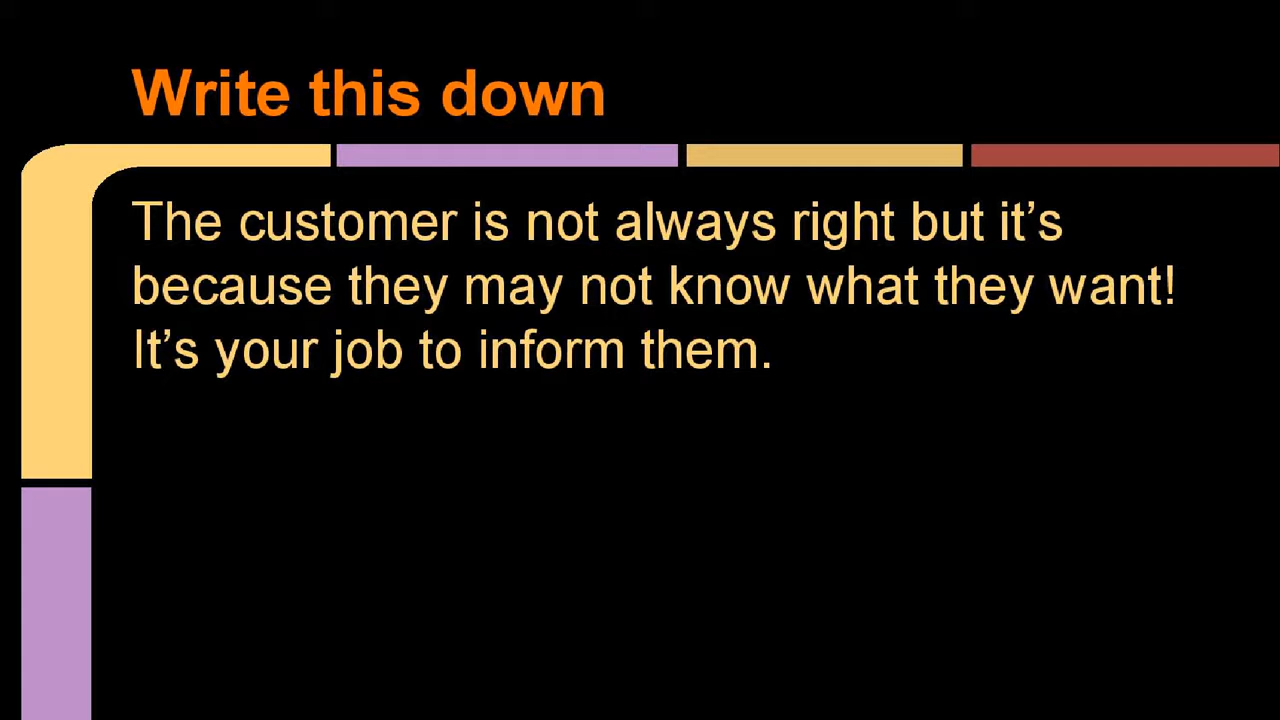 Write this down
The customer is not always right but it’s
because they may not know what they want!
It’s your job to inform them.